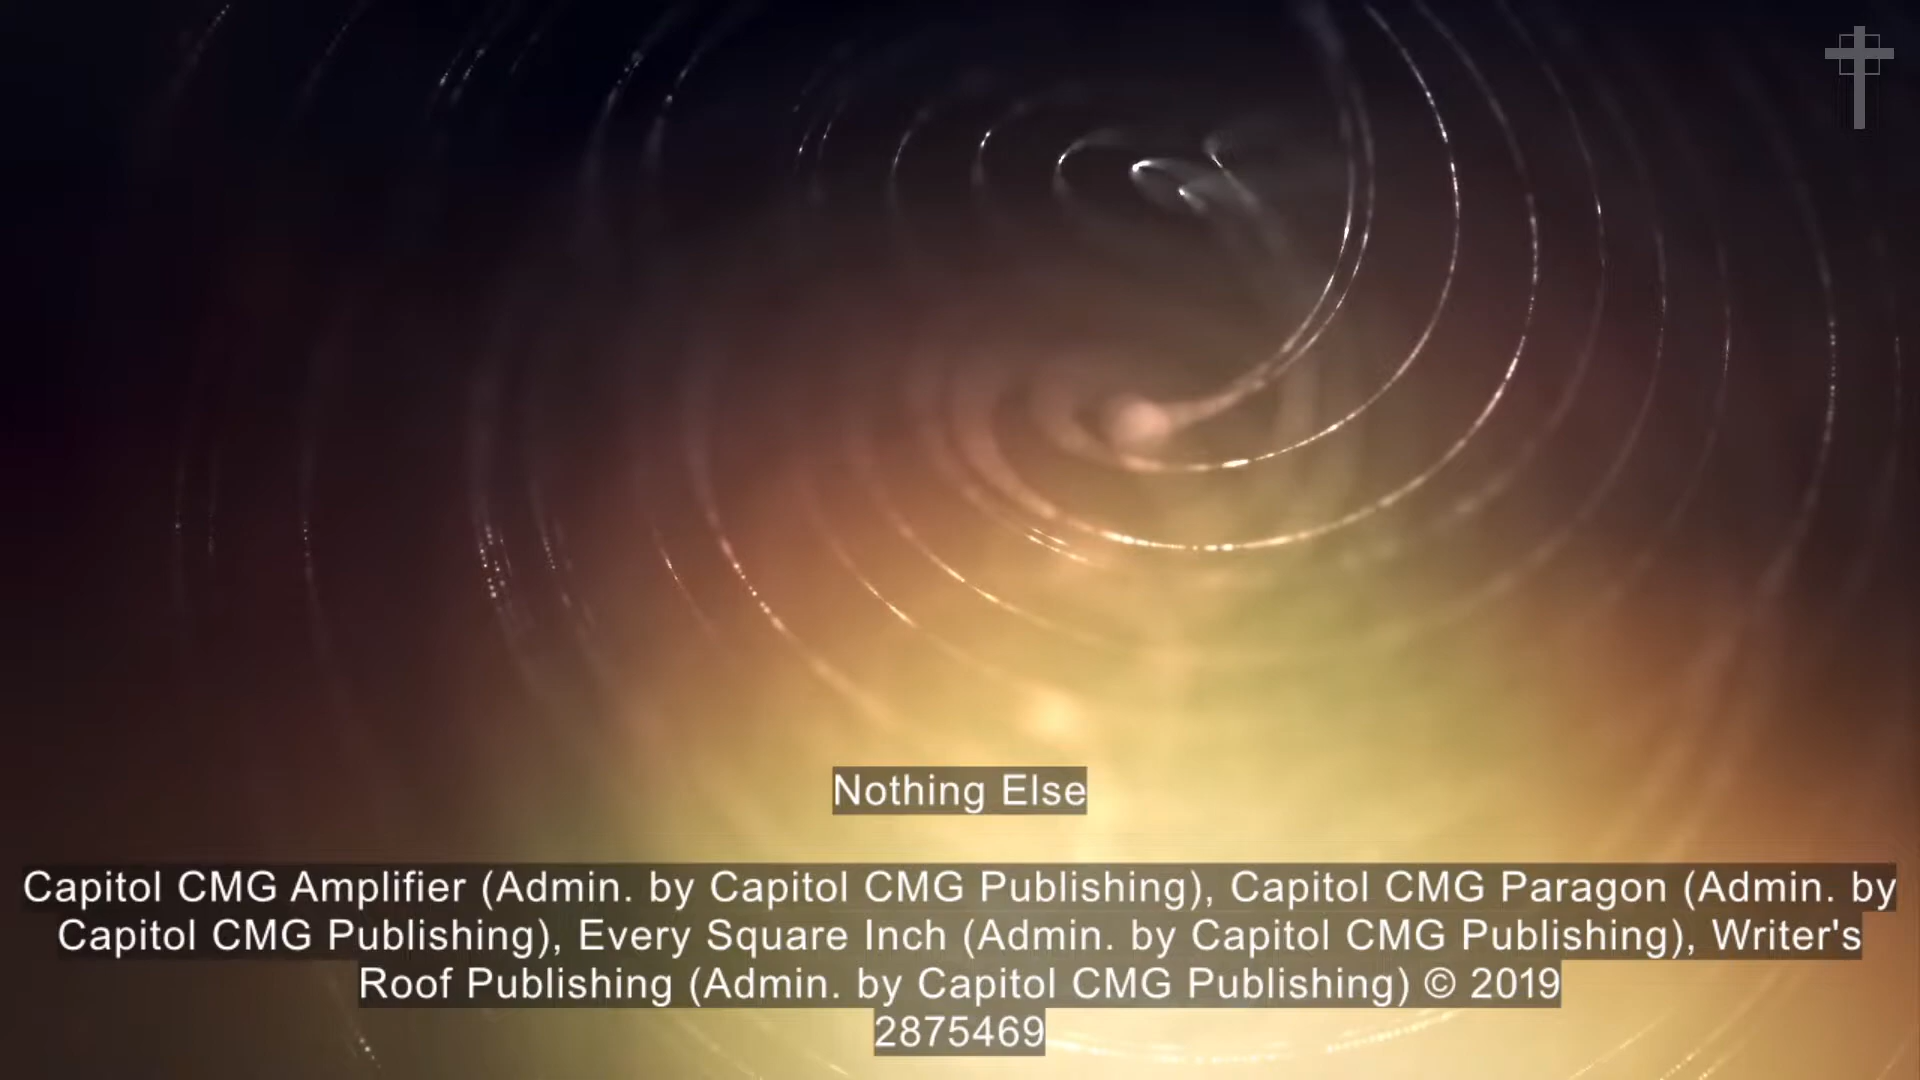 Nothing Else
Capitol CMG Amplifier (Admin. by Capitol CMG Publishing), Capitol CMG Paragon (Admin. by
Capitol CMG Publishing), Every Square Inch (Admin. by Capitol CMG Publishing), Writer's
Roof Publishing (Admin. by Capitol CMG Publishing) © 2019
2875469